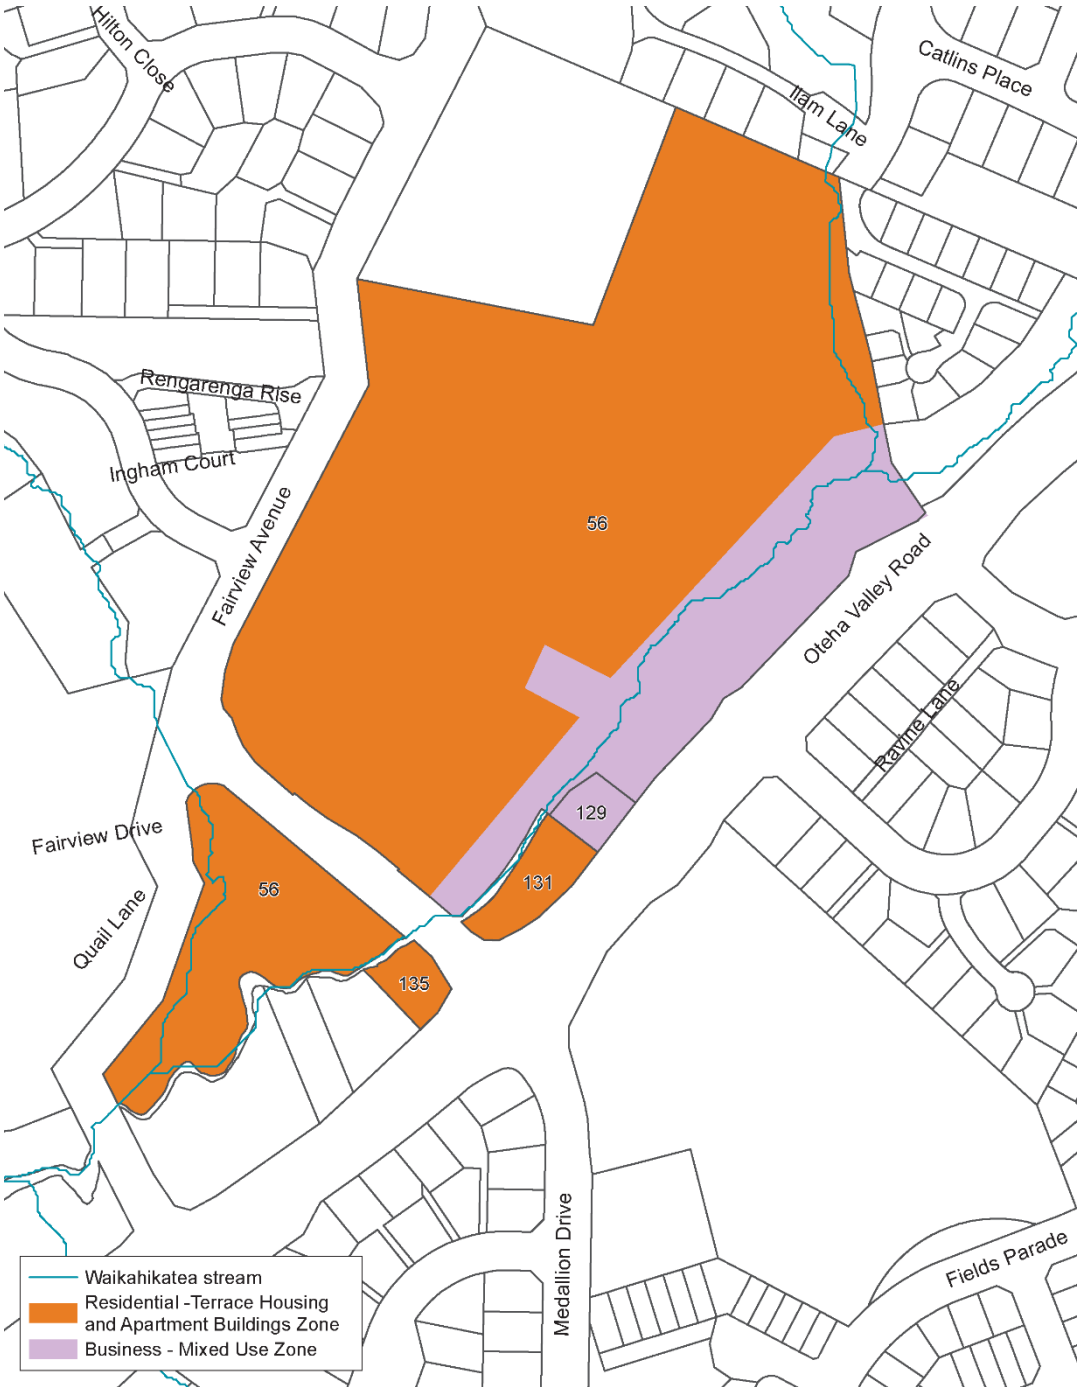 Hilton Close
Catlins Place
Ilam Lane
Rengarenga Rise
Ingham Court
Fairview Avenue
56
Oteha Valley Road
Ravine Lane
129
Fairview Drive
131
56
Quail Lane
135
Medallion Drive
Fields Parade
Waikahikatea stream
Residential -Terrace Housing
and Apartment Buildings Zone
Business - Mixed Use Zone